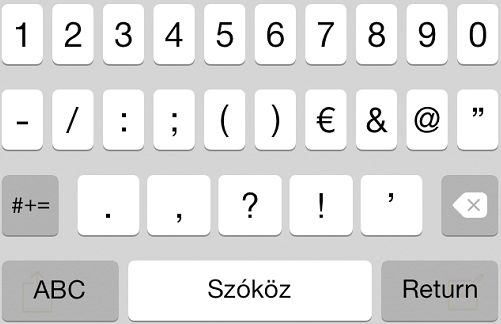 1 2 3 4 5 6 7 8 9 0
- / : ; ( ) € & @ ”
#+= . , ? ! ’
ABC Szóköz Return